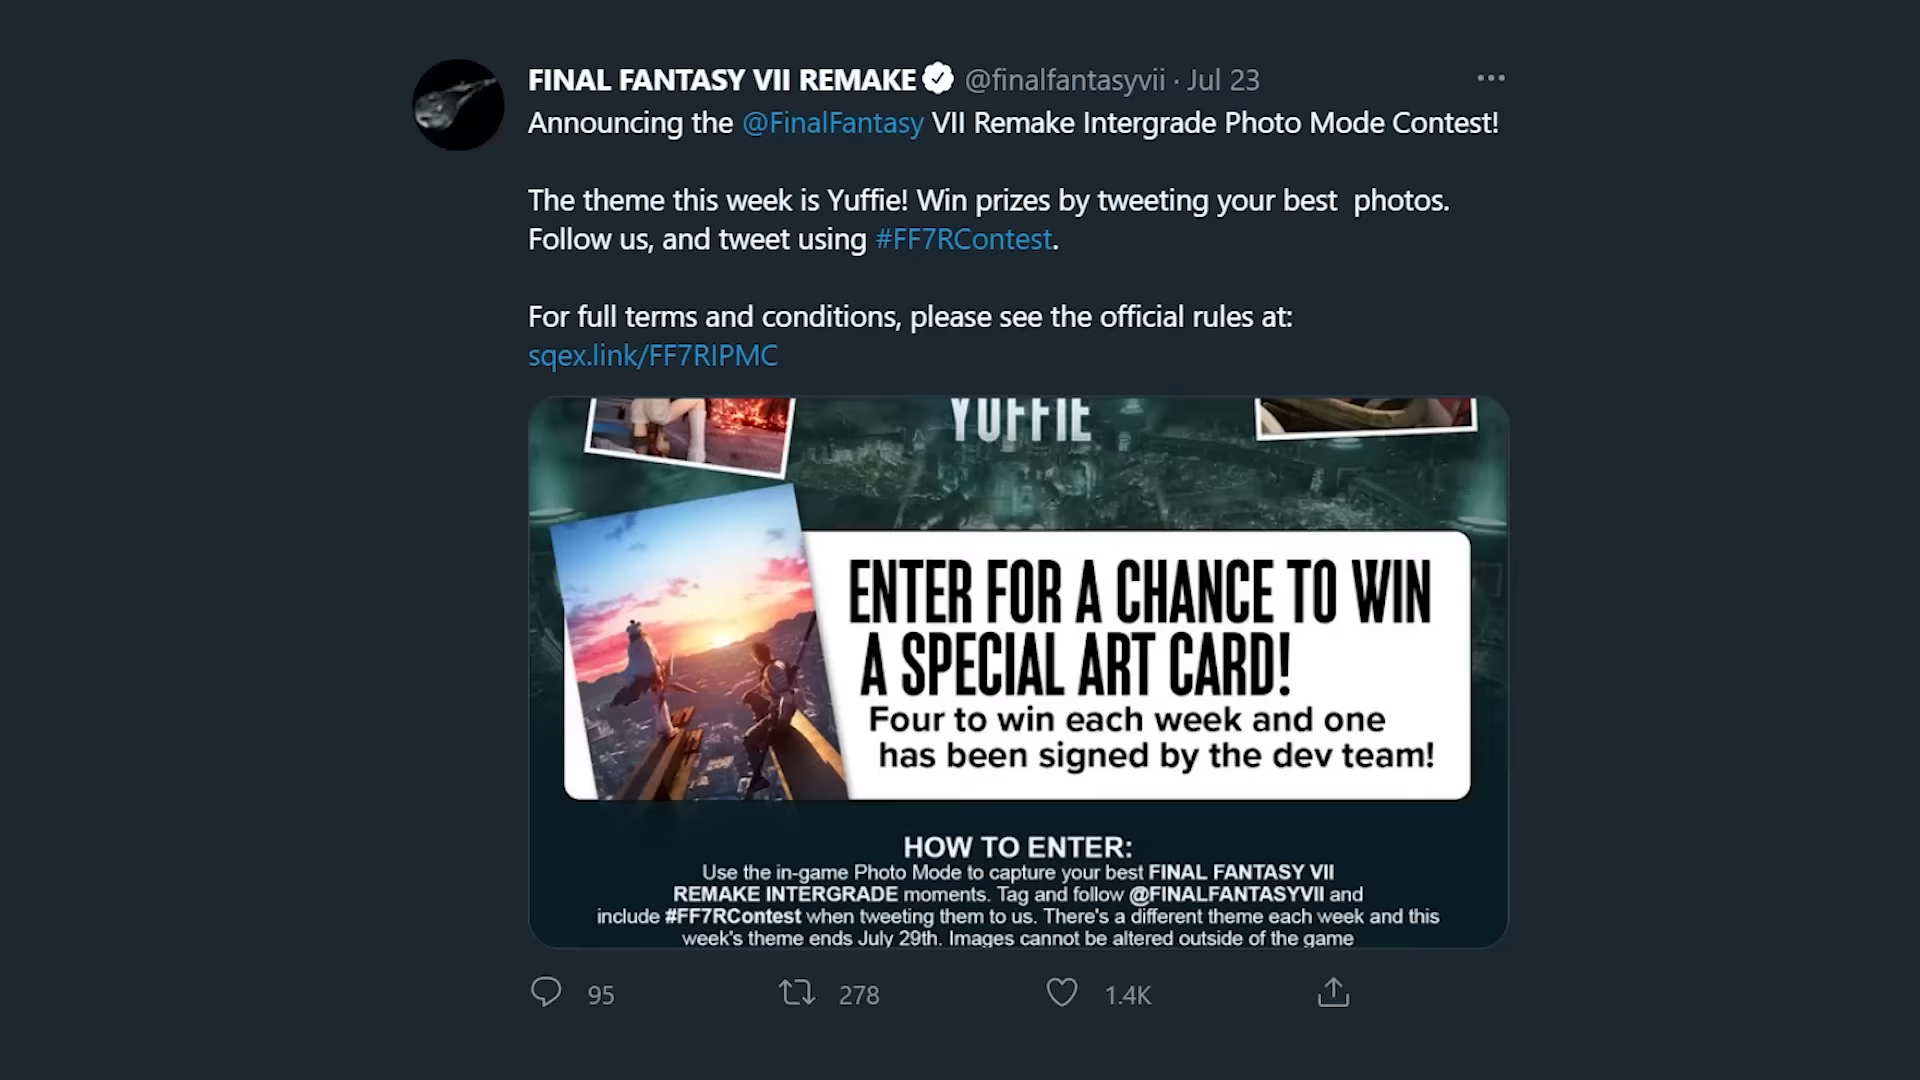 FINAL FANTASY VII REMAKE @finalfantasyvii · Jul 23
Announcing the @FinalFantasy VII Remake Intergrade Photo Mode Contest!
The theme this week is Yuffie! Win prizes by tweeting your best  photos.
Follow us, and tweet using #FF7RContest.
For full terms and conditions, please see the official rules at:
sqex.link/FF7RIPMC
YUFFIE
ENTER FOR A CHANCE TO WIN
A SPECIAL ART CARD!
Four to win each week and one
has been signed by the dev team!
HOW TO ENTER:
Use the in-game Photo Mode to capture your best FINAL FANTASY VII
REMAKE INTERGRADE moments. Tag and follow @FINALFANTASYVII and
include #FF7RContest when tweeting them to us. There's a different theme each week and this
week's theme ends July 29th. Images cannot be altered outside of the game
95 278 1.4K